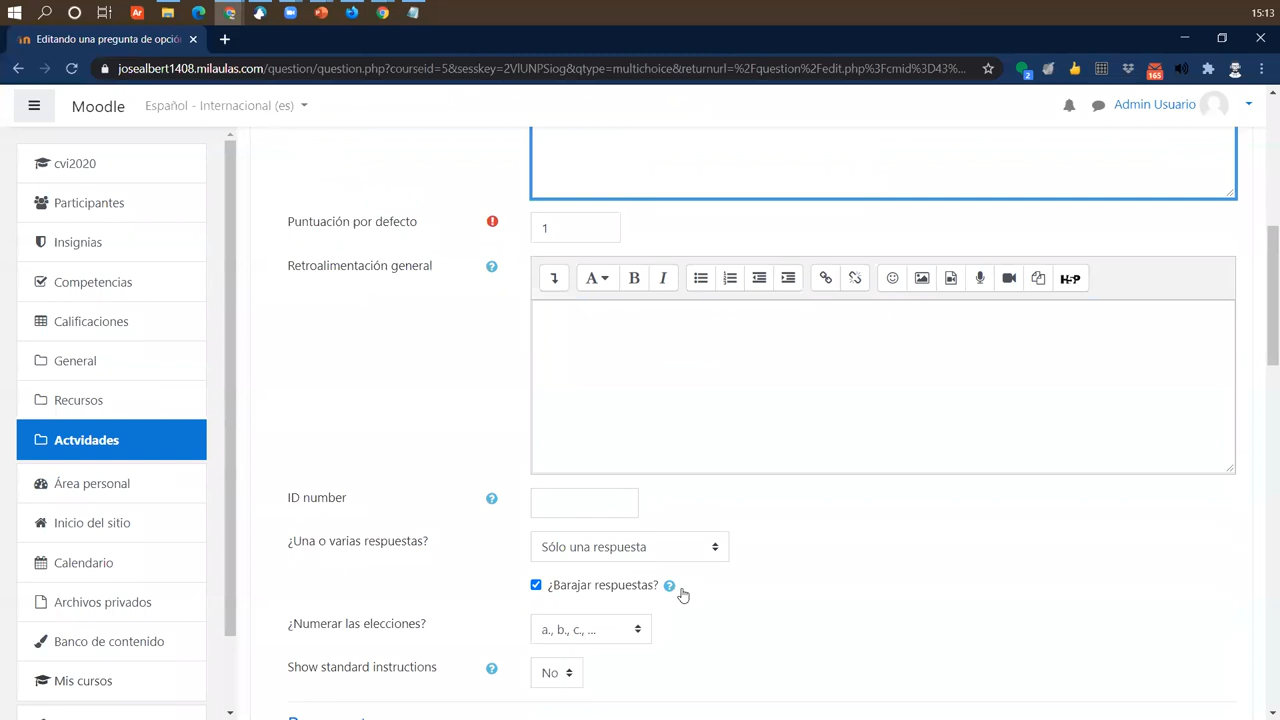 15:13
Editando una pregunta de opció
josealbert1408.milaulas.com/question/question.php?courseid=5&sesskey=2VlUNPSiog&qtype=multichoice&returnurl=%2Fquestion%2Fedit.php%3Fcmid%3D43%...
2
165
Moodle
Español - Internacional (es)
Admin Usuario
cvi2020
Participantes
Insignias
Competencias
Calificaciones
General
Recursos
Actvidades
Área personal
Inicio del sitio
Calendario
Archivos privados
Banco de contenido
Mis cursos
Puntuación por defecto
1
Retroalimentación general
A
B
I
H-P
ID number
¿Una o varias respuestas?
Sólo una respuesta
¿Barajar respuestas?
¿Numerar las elecciones?
a., b., c., ...
Show standard instructions
No